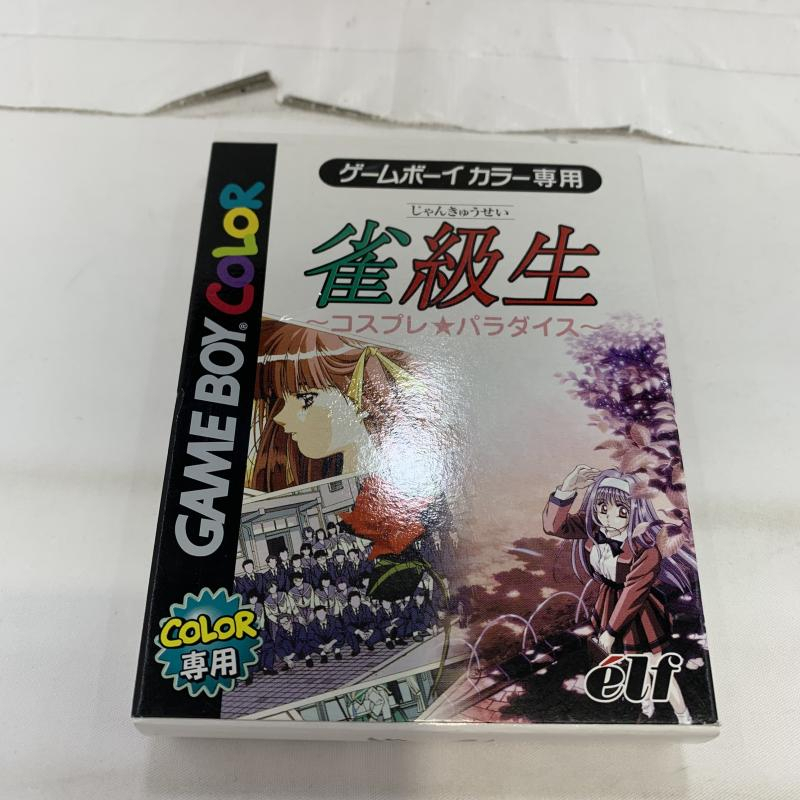 ゲームボーイカラー専用
じゃんきゅうせい
雀級生
～コスプレ★パラダイス～
GAME BOY® COLOR
COLOR
専用
élf